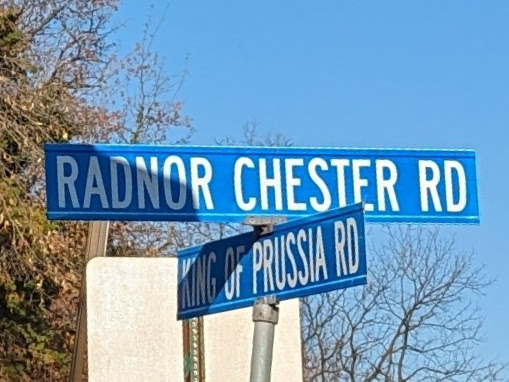 RADNOR CHESTER RD
KING OF PRUSSIA RD